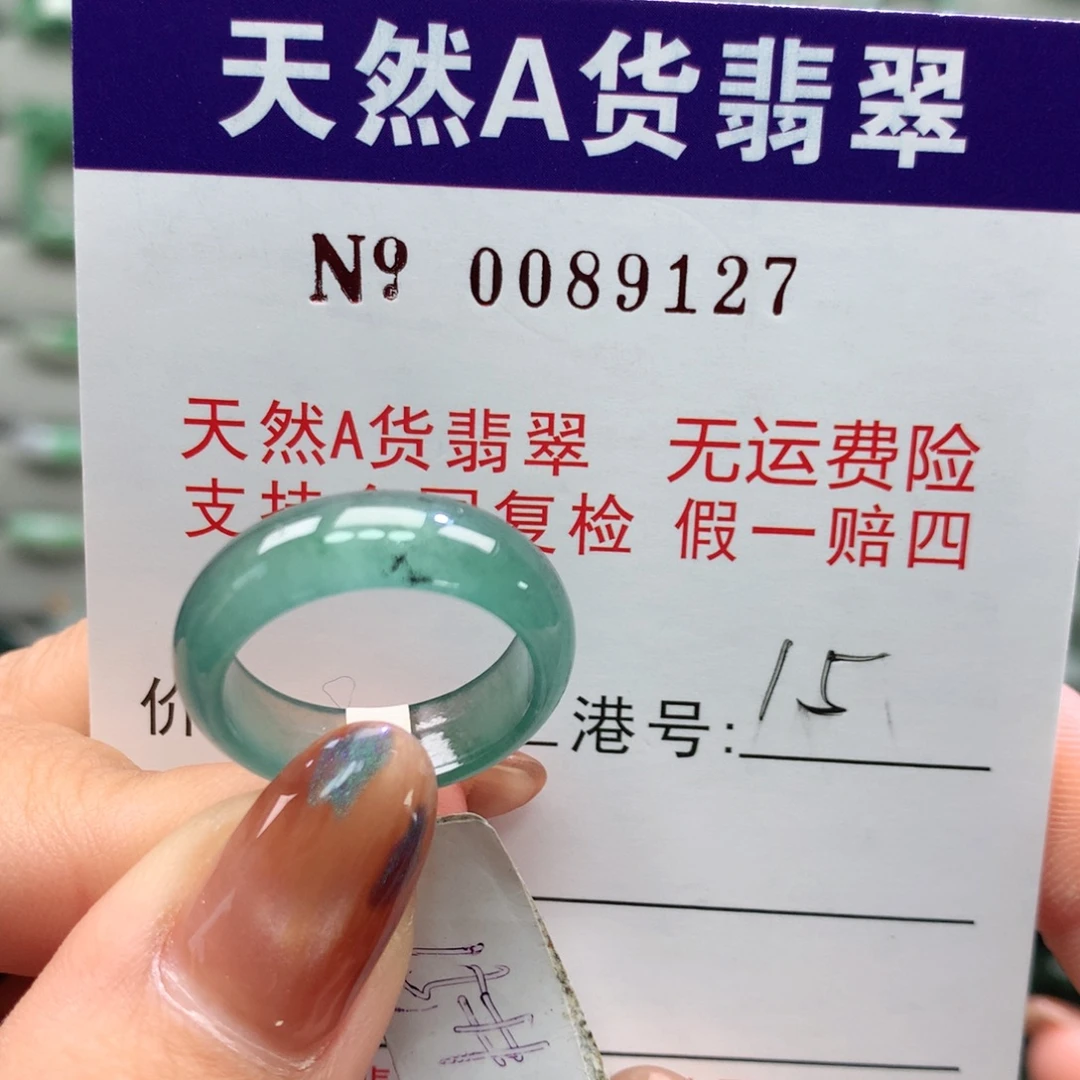 天然A货翡翠
Nº 0089127
天然A货翡翠 无运费险
支持 复检 假一赔四
价 港号: 15